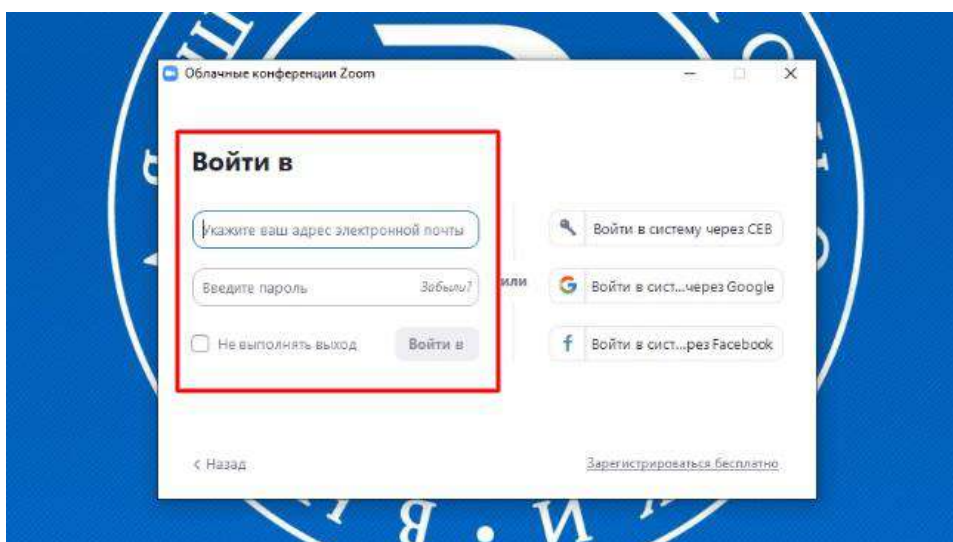 Облачные конференции Zoom
Войти в
Укажите ваш адрес электронной почты
Введите пароль
Забыли?
Не выполнять выход
Войти в
или
Войти в систему через СЕВ
Войти в сист...через Google
Войти в сист...рез Facebook
< Назад
Зарегистрироваться бесплатно